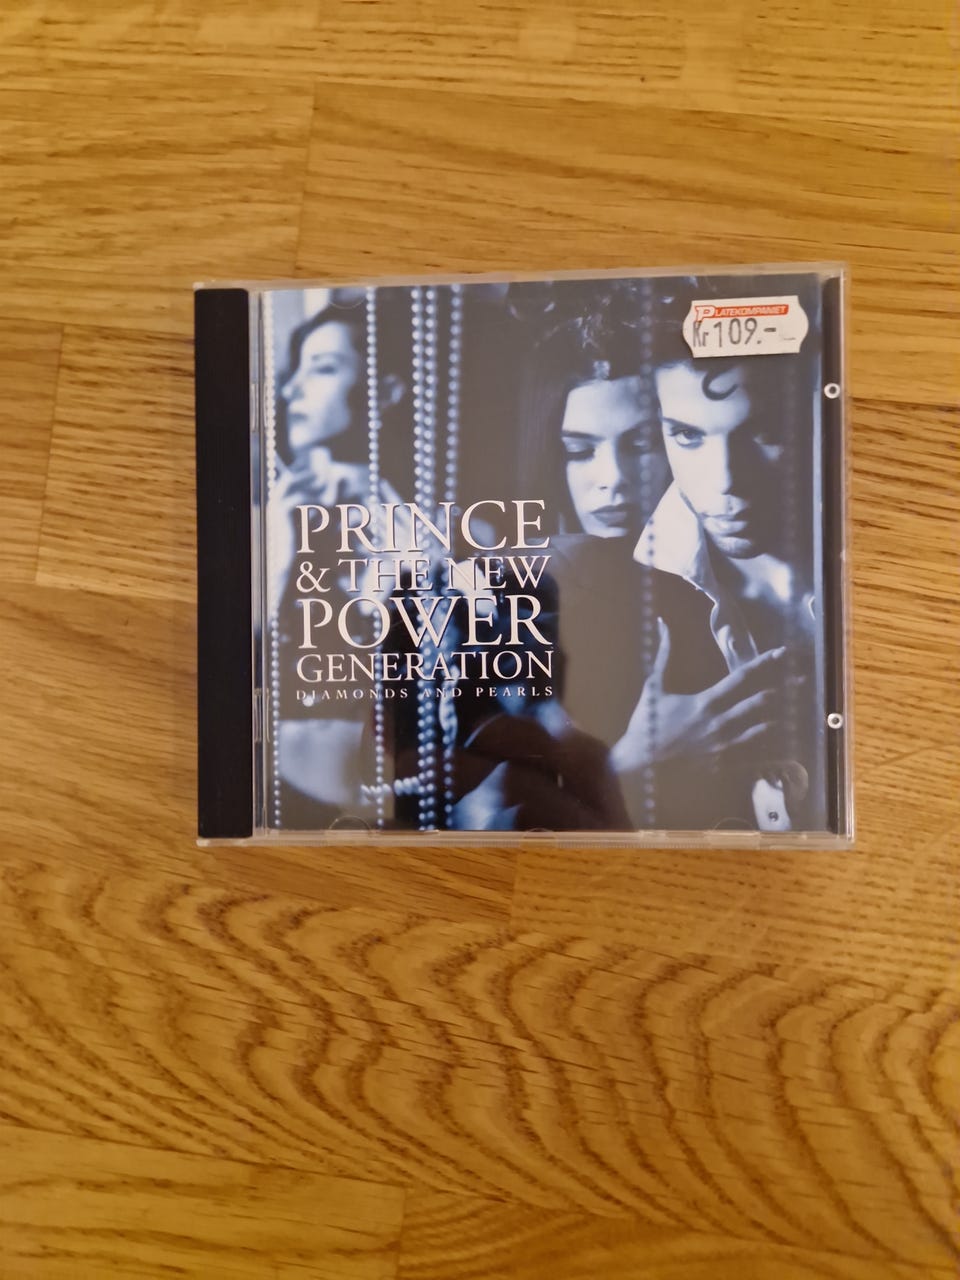 PLATEKOMPANIET
Kr 109.-
PRINCE
& THE NEW
POWER
GENERATION
DIAMONDS AND PEARLS